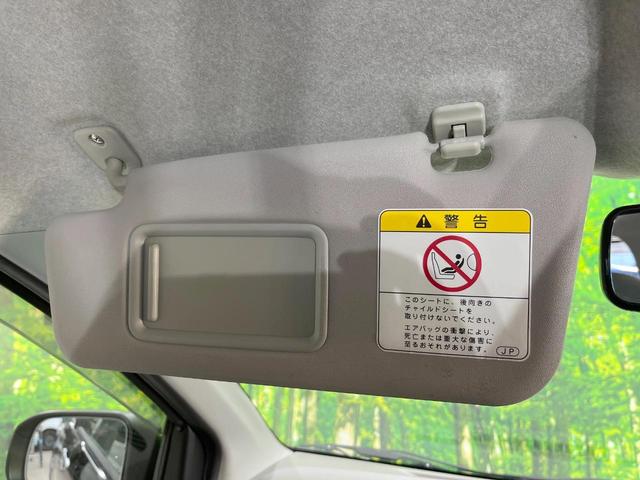 警告
このシートに、後向きの
チャイルドシートを
取り付けないでください。
エアバッグの衝撃により、
死亡または重大な傷害に
至るおそれがあります。
JP